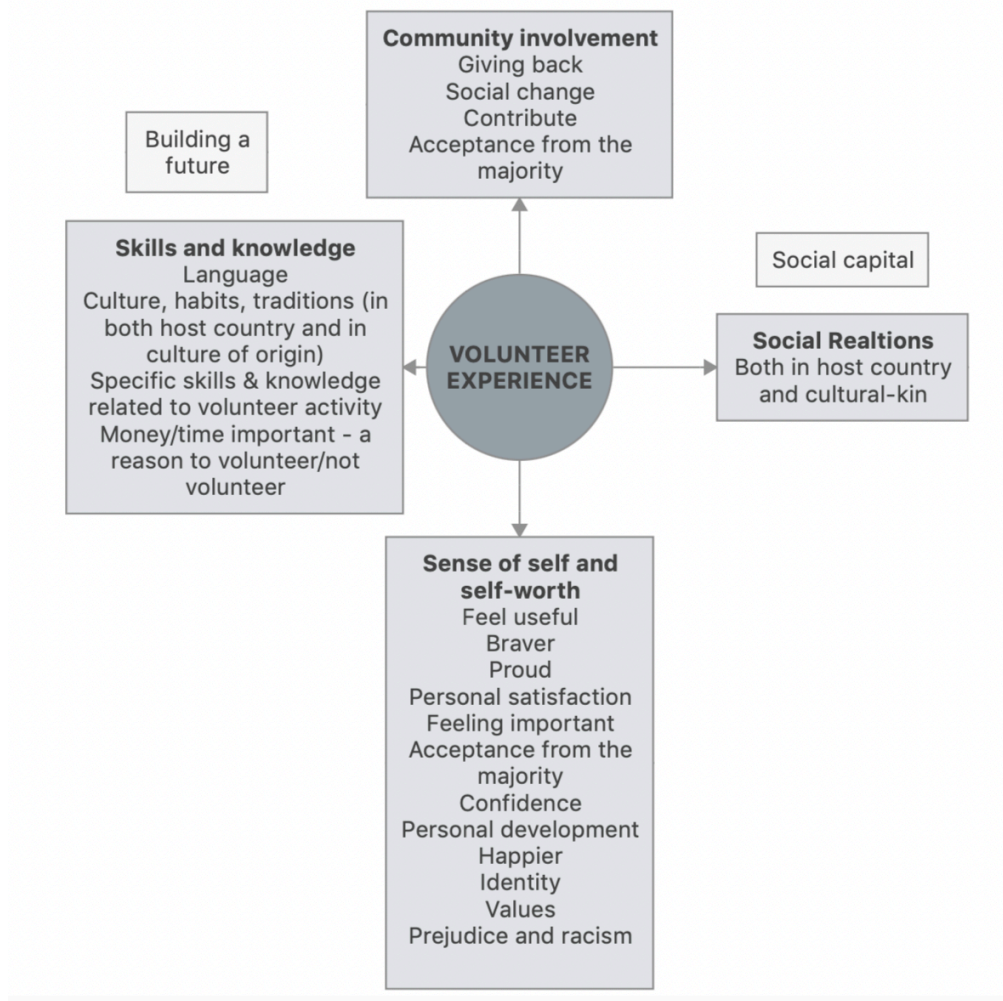 Community involvement
Giving back
Social change
Contribute
Acceptance from the
majority
Building a
future
Skills and knowledge
Language
Culture, habits, traditions (in
both host country and in
culture of origin)
Specific skills & knowledge
related to volunteer activity
Money/time important - a
reason to volunteer/not
volunteer
VOLUNTEER
EXPERIENCE
Social capital
Social Realtions
Both in host country
and cultural-kin
Sense of self and
self-worth
Feel useful
Braver
Proud
Personal satisfaction
Feeling important
Acceptance from the
majority
Confidence
Personal development
Happier
Identity
Values
Prejudice and racism